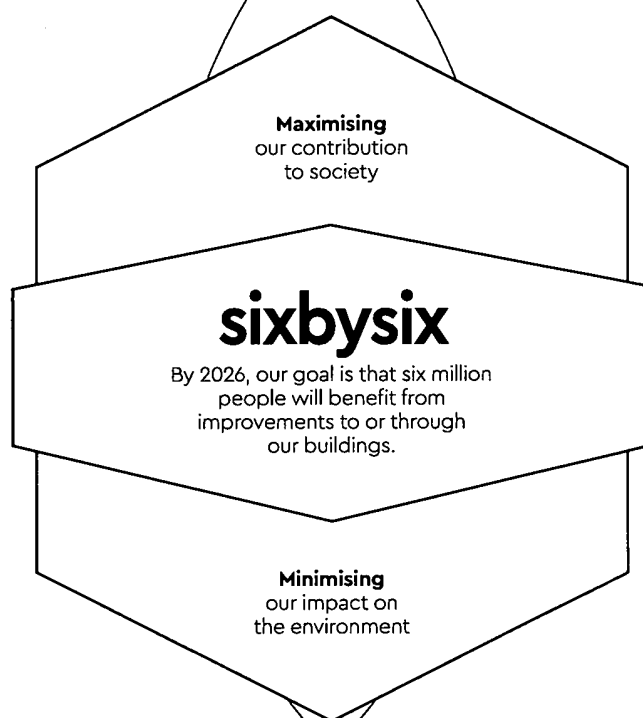 Maximising
our contribution
to society
sixbysix
By 2026, our goal is that six million
people will benefit from
improvements to or through
our buildings.
Minimising
our impact on
the environment